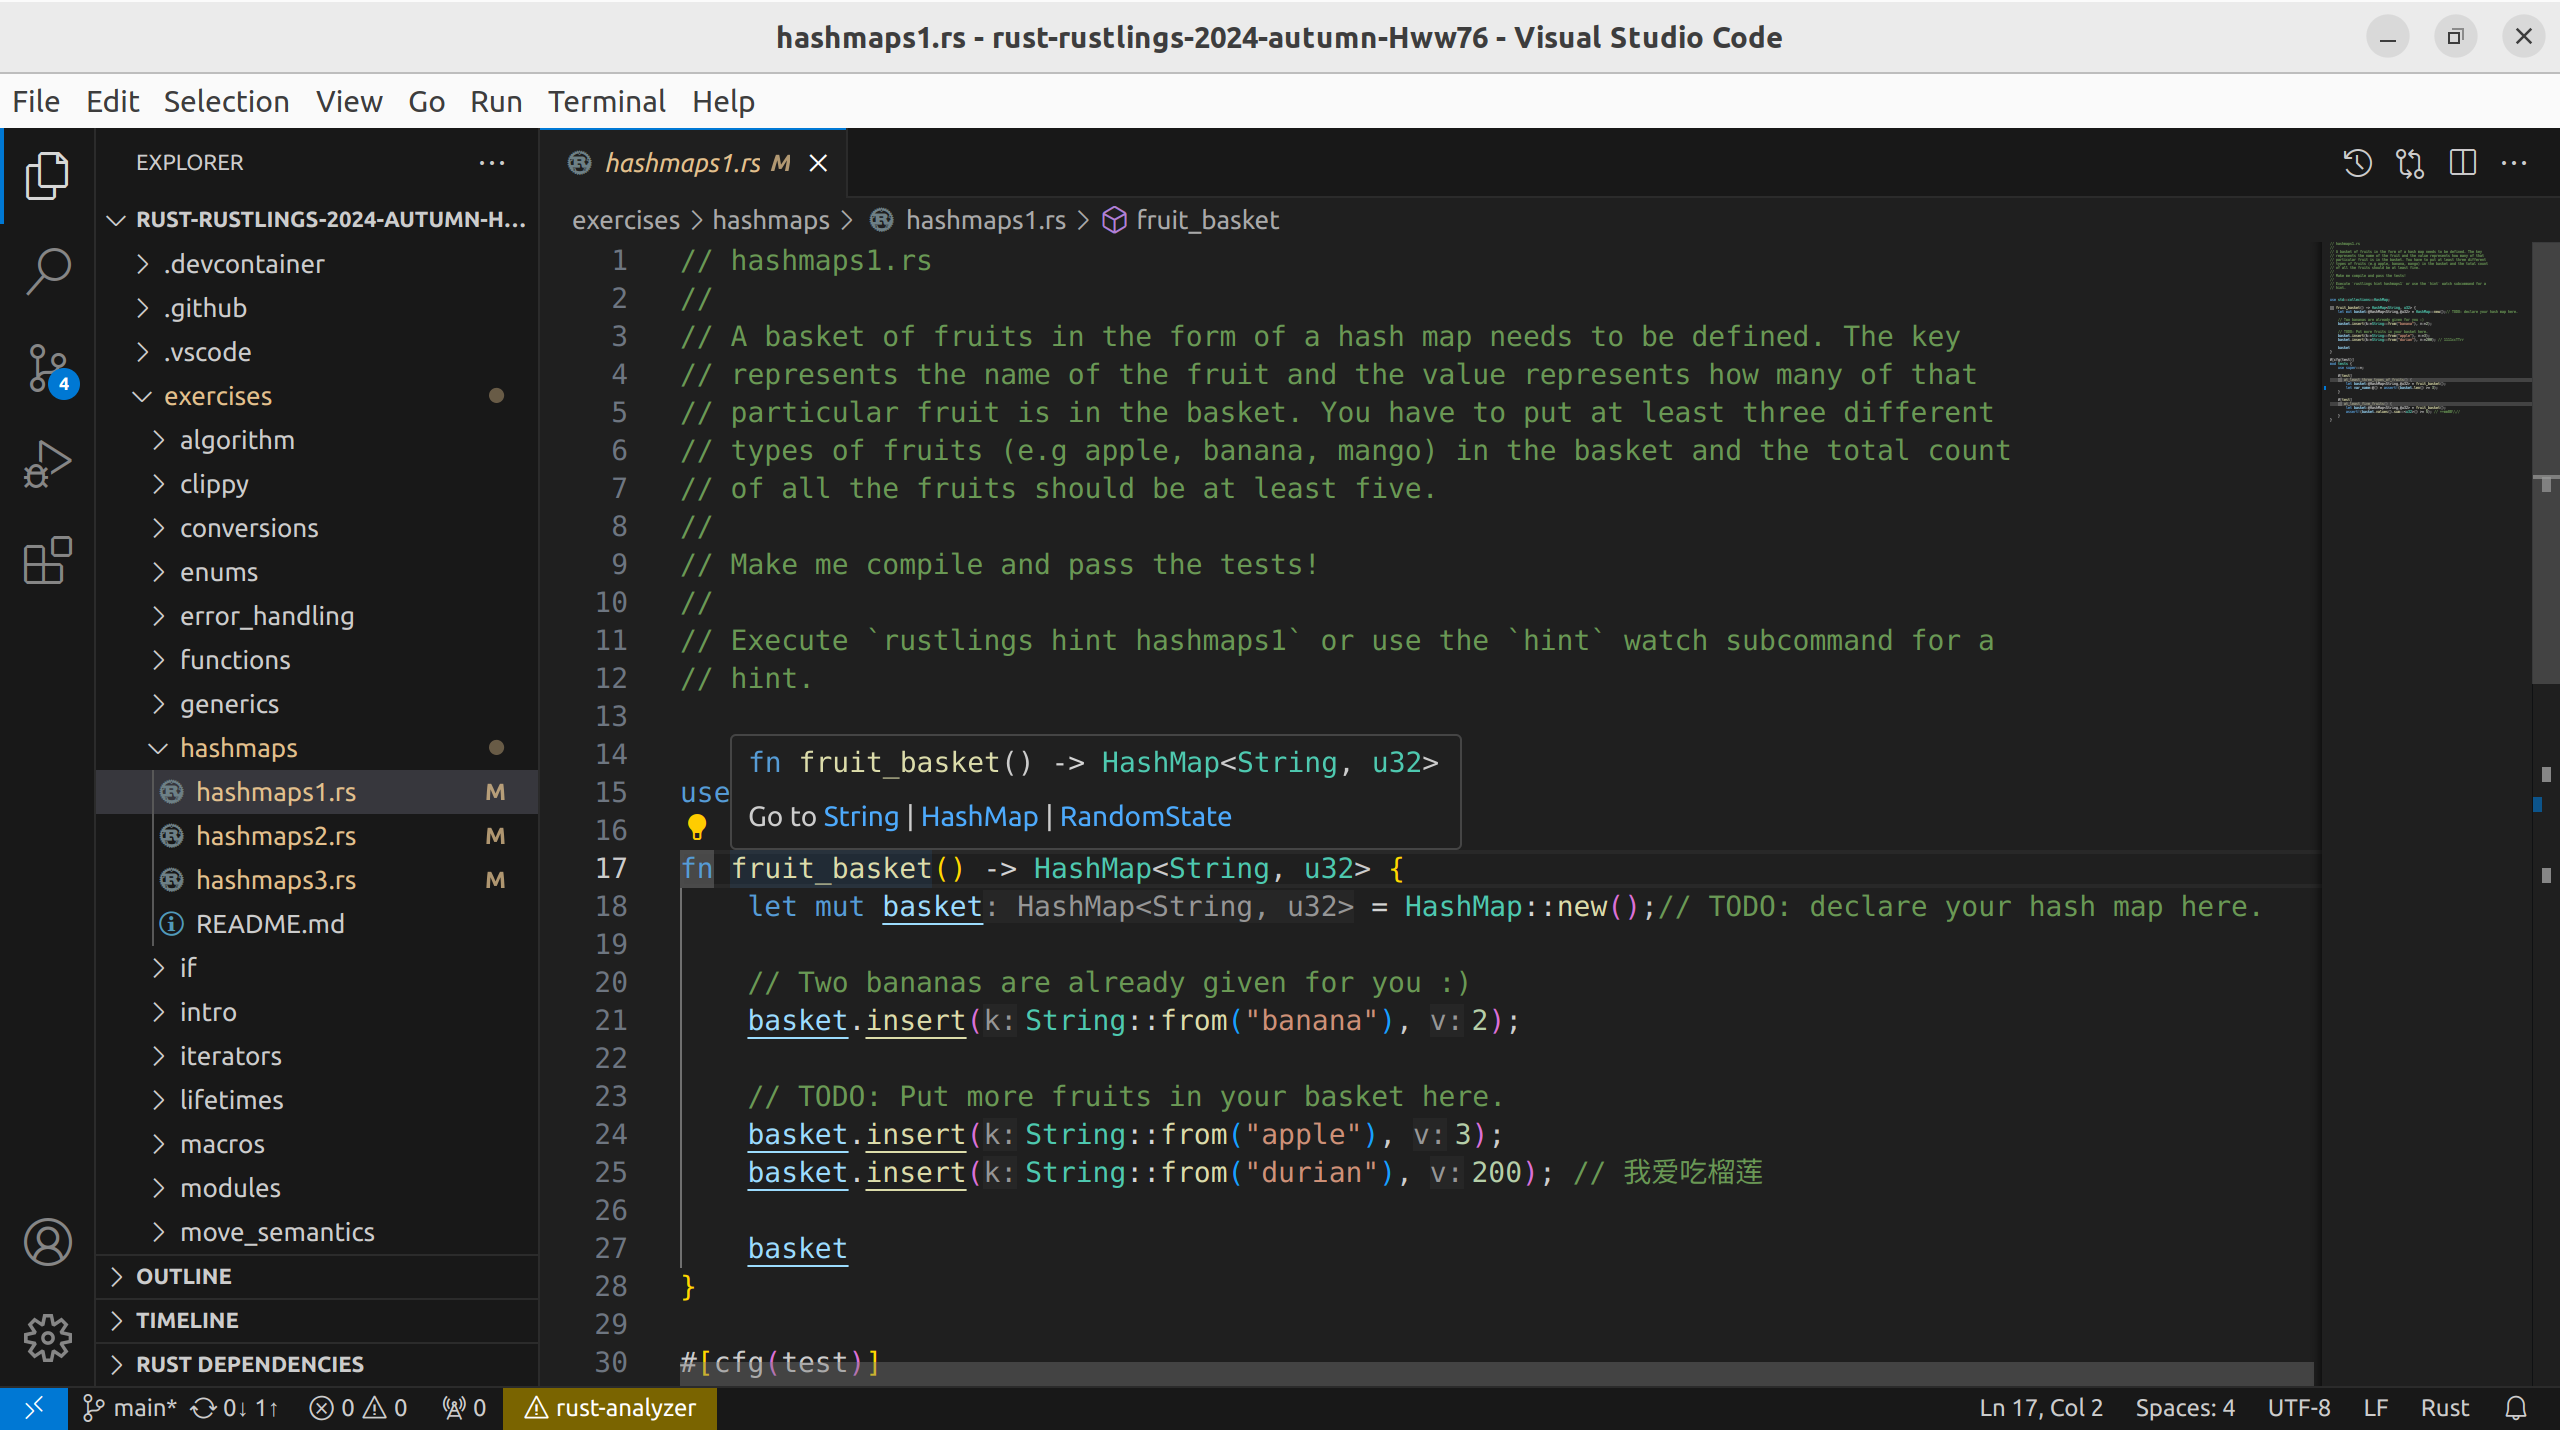 hashmaps1.rs - rust-rustlings-2024-autumn-Hww76 - Visual Studio Code
File Edit Selection View Go Run Terminal Help
EXPLORER
RUST-RUSTLINGS-2024-AUTUMN-H...
.devcontainer
.github
.vscode
exercises
algorithm
clippy
conversions
enums
error_handling
functions
generics
hashmaps
hashmaps1.rs M
hashmaps2.rs M
hashmaps3.rs M
README.md
if
intro
iterators
lifetimes
macros
modules
move_semantics
OUTLINE
TIMELINE
RUST DEPENDENCIES
4
hashmaps1.rs M
exercises > hashmaps > hashmaps1.rs > fruit_basket
1 // hashmaps1.rs
2 //
3 // A basket of fruits in the form of a hash map needs to be defined. The key
4 // represents the name of the fruit and the value represents how many of that
5 // particular fruit is in the basket. You have to put at least three different
6 // types of fruits (e.g apple, banana, mango) in the basket and the total count
7 // of all the fruits should be at least five.
8 //
9 // Make me compile and pass the tests!
10 //
11 // Execute `rustlings hint hashmaps1` or use the `hint` watch subcommand for a
12 // hint.
13
14
fn fruit_basket() -> HashMap<String, u32>
15 use
Go to String | HashMap | RandomState
16
17 fn fruit_basket() -> HashMap<String, u32> {
18 let mut basket: HashMap<String, u32> = HashMap::new();// TODO: declare your hash map here.
19
20 // Two bananas are already given for you :)
21 basket.insert(k: String::from("banana"), v: 2);
22
23 // TODO: Put more fruits in your basket here.
24 basket.insert(k: String::from("apple"), v: 3);
25 basket.insert(k: String::from("durian"), v: 200); // 我爱吃榴莲
26
27 basket
28 }
29
30 #[cfg(test)]
main* 0↓ 1↑ 0 0 0 rust-analyzer Ln 17, Col 2 Spaces: 4 UTF-8 LF Rust